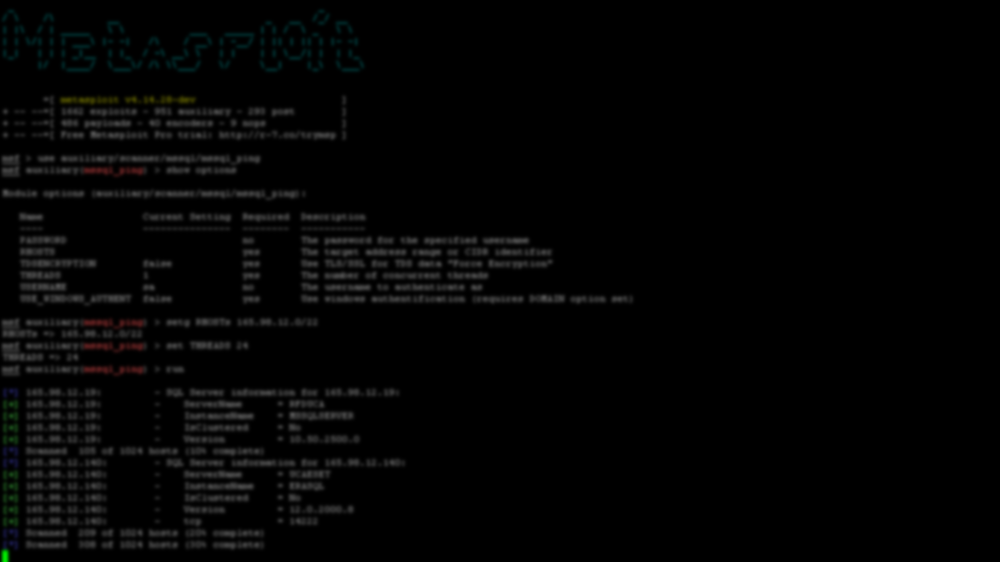 Metasploit
=[ metasploit v4.14.28-dev ]
+ -- --=[ 1662 exploits - 951 auxiliary - 293 post ]
+ -- --=[ 486 payloads - 40 encoders - 9 nops ]
+ -- --=[ Free Metasploit Pro trial: http://r-7.co/trymsp ]
msf > use auxiliary/scanner/mssql/mssql_ping
msf auxiliary(mssql_ping) > show options
Module options (auxiliary/scanner/mssql/mssql_ping):
Name Current Setting Required Description
---- --------------- -------- -----------
PASSWORD no The password for the specified username
RHOSTS yes The target address range or CIDR identifier
TDSENCRYPTION false yes Use TLS/SSL for TDS data "Force Encryption"
THREADS 1 yes The number of concurrent threads
USERNAME sa no The username to authenticate as
USE_WINDOWS_AUTHENT false yes Use windows authentification (requires DOMAIN option set)
msf auxiliary(mssql_ping) > setg RHOSTS 165.98.12.0/22
RHOSTS => 165.98.12.0/22
msf auxiliary(mssql_ping) > set THREADS 24
THREADS => 24
msf auxiliary(mssql_ping) > run
[*] 165.98.12.19: - SQL Server information for 165.98.12.19:
[+] 165.98.12.19: - ServerName =
[+] 165.98.12.19: - InstanceName = MSSQLSERVER
[+] 165.98.12.19: - IsClustered = No
[+] 165.98.12.19: - Version = 10.50.2500.0
[*] Scanned 105 of 1024 hosts (10% complete)
[*] 165.98.12.140: - SQL Server information for 165.98.12.140:
[+] 165.98.12.140: - ServerName =
[+] 165.98.12.140: - InstanceName =
[+] 165.98.12.140: - IsClustered = No
[+] 165.98.12.140: - Version = 12.0.2000.8
[+] 165.98.12.140: - tcp = 14222
[*] Scanned 209 of 1024 hosts (20% complete)
[*] Scanned 308 of 1024 hosts (30% complete)